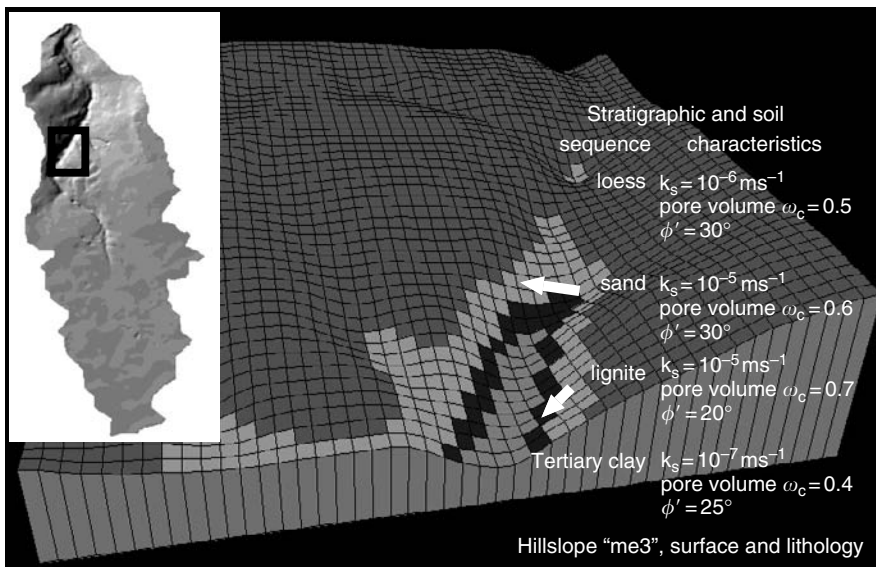 Stratigraphic and soil
sequence characteristics
loess k_s = 10⁻⁶ ms⁻¹
pore volume ω_c = 0.5
ϕ′ = 30°
sand k_s = 10⁻⁵ ms⁻¹
pore volume ω_c = 0.6
ϕ′ = 30°
lignite k_s = 10⁻⁵ ms⁻¹
pore volume ω_c = 0.7
ϕ′ = 20°
Tertiary clay k_s = 10⁻⁷ ms⁻¹
pore volume ω_c = 0.4
ϕ′ = 25°
Hillslope “me3”, surface and lithology